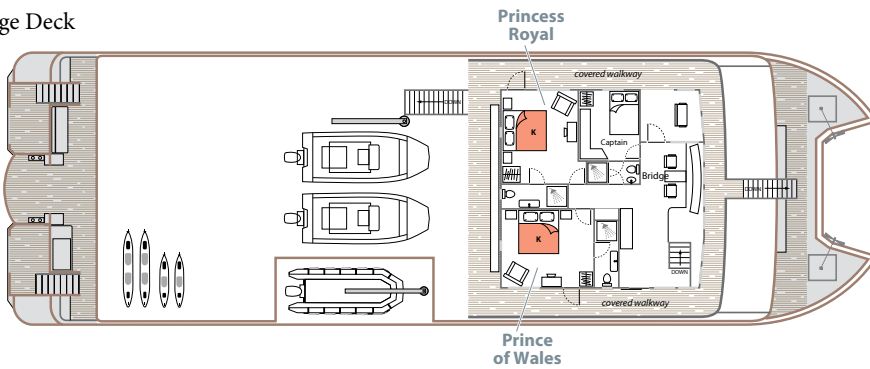 ge Deck
Princess
Royal
covered walkway
DOWN
K
Captain
Bridge
DOWN
K
DOWN
covered walkway
Prince
of Wales